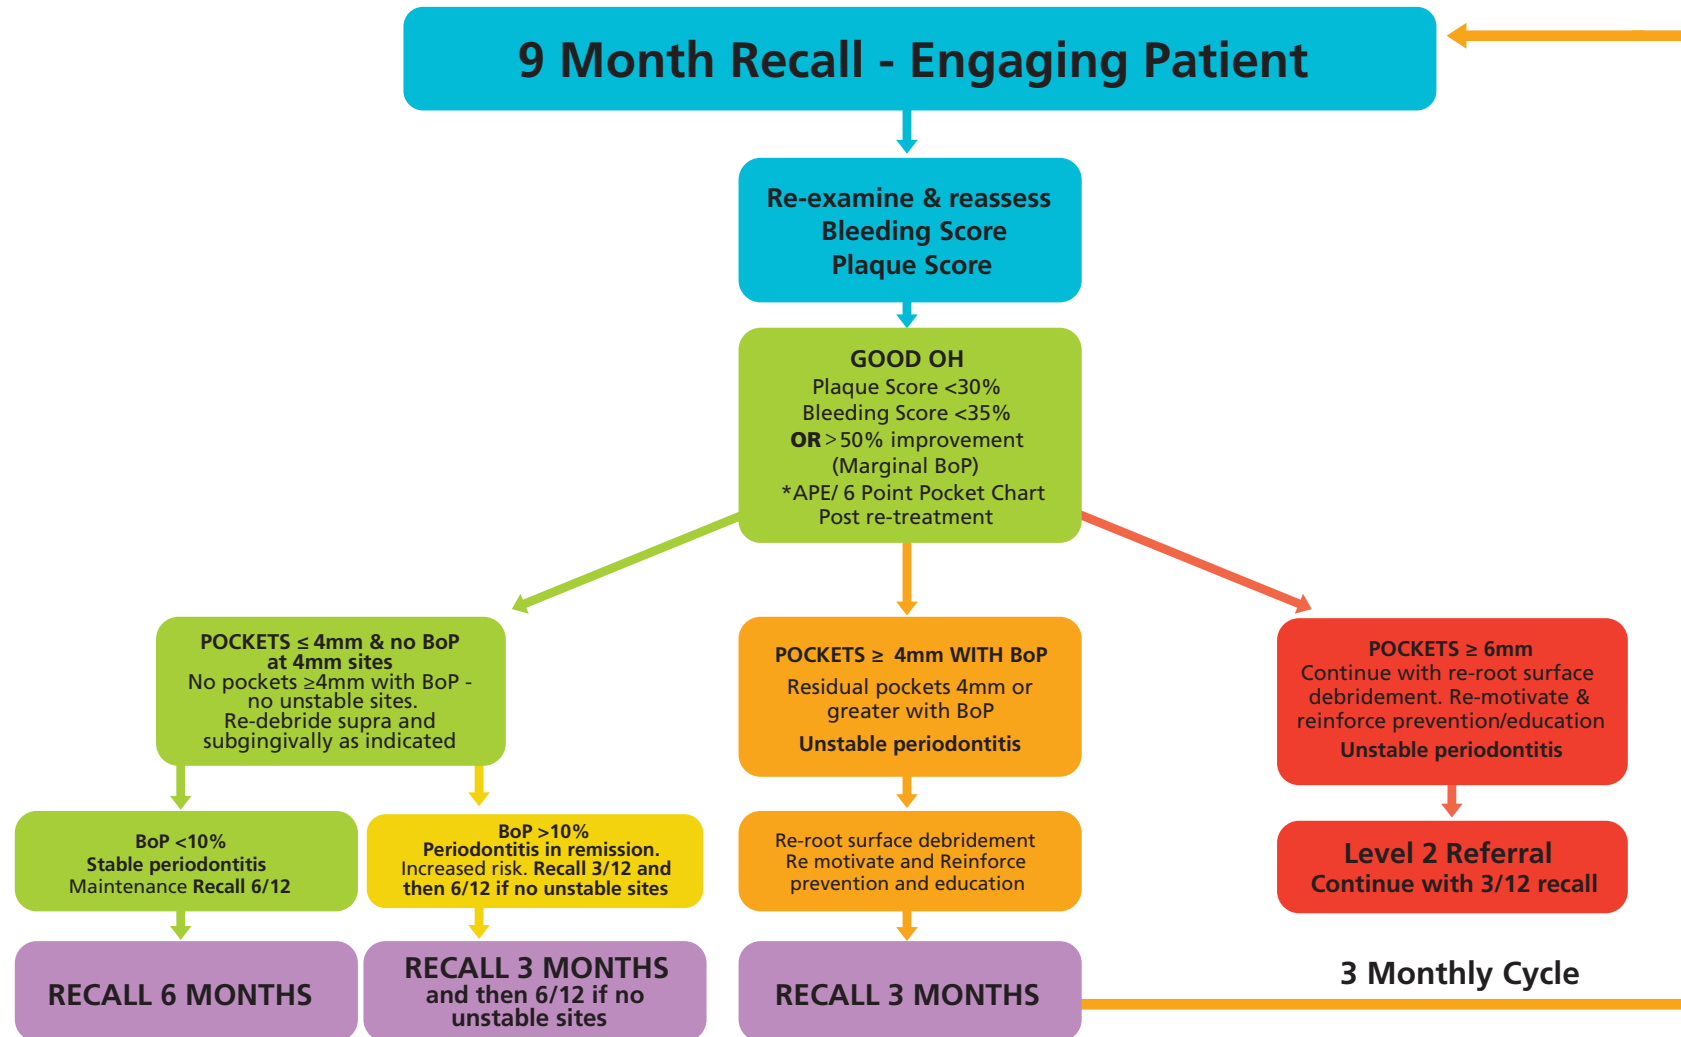 9 Month Recall - Engaging Patient
Re-examine & reassess
Bleeding Score
Plaque Score
GOOD OH
Plaque Score <30%
Bleeding Score <35%
OR >50% improvement
(Marginal BoP)
*APE/ 6 Point Pocket Chart
Post re-treatment
POCKETS ≤ 4mm & no BoP
at 4mm sites
No pockets ≥4mm with BoP -
no unstable sites.
Re-debride supra and
subgingivally as indicated
POCKETS ≥ 4mm WITH BoP
Residual pockets 4mm or
greater with BoP
Unstable periodontitis
POCKETS ≥ 6mm
Continue with re-root surface
debridement. Re-motivate &
reinforce prevention/education
Unstable periodontitis
BoP <10%
Stable periodontitis
Maintenance Recall 6/12
BoP >10%
Periodontitis in remission.
Increased risk. Recall 3/12 and
then 6/12 if no unstable sites
Re-root surface debridement
Re motivate and Reinforce
prevention and education
Level 2 Referral
Continue with 3/12 recall
RECALL 6 MONTHS
RECALL 3 MONTHS
and then 6/12 if no
unstable sites
RECALL 3 MONTHS
3 Monthly Cycle